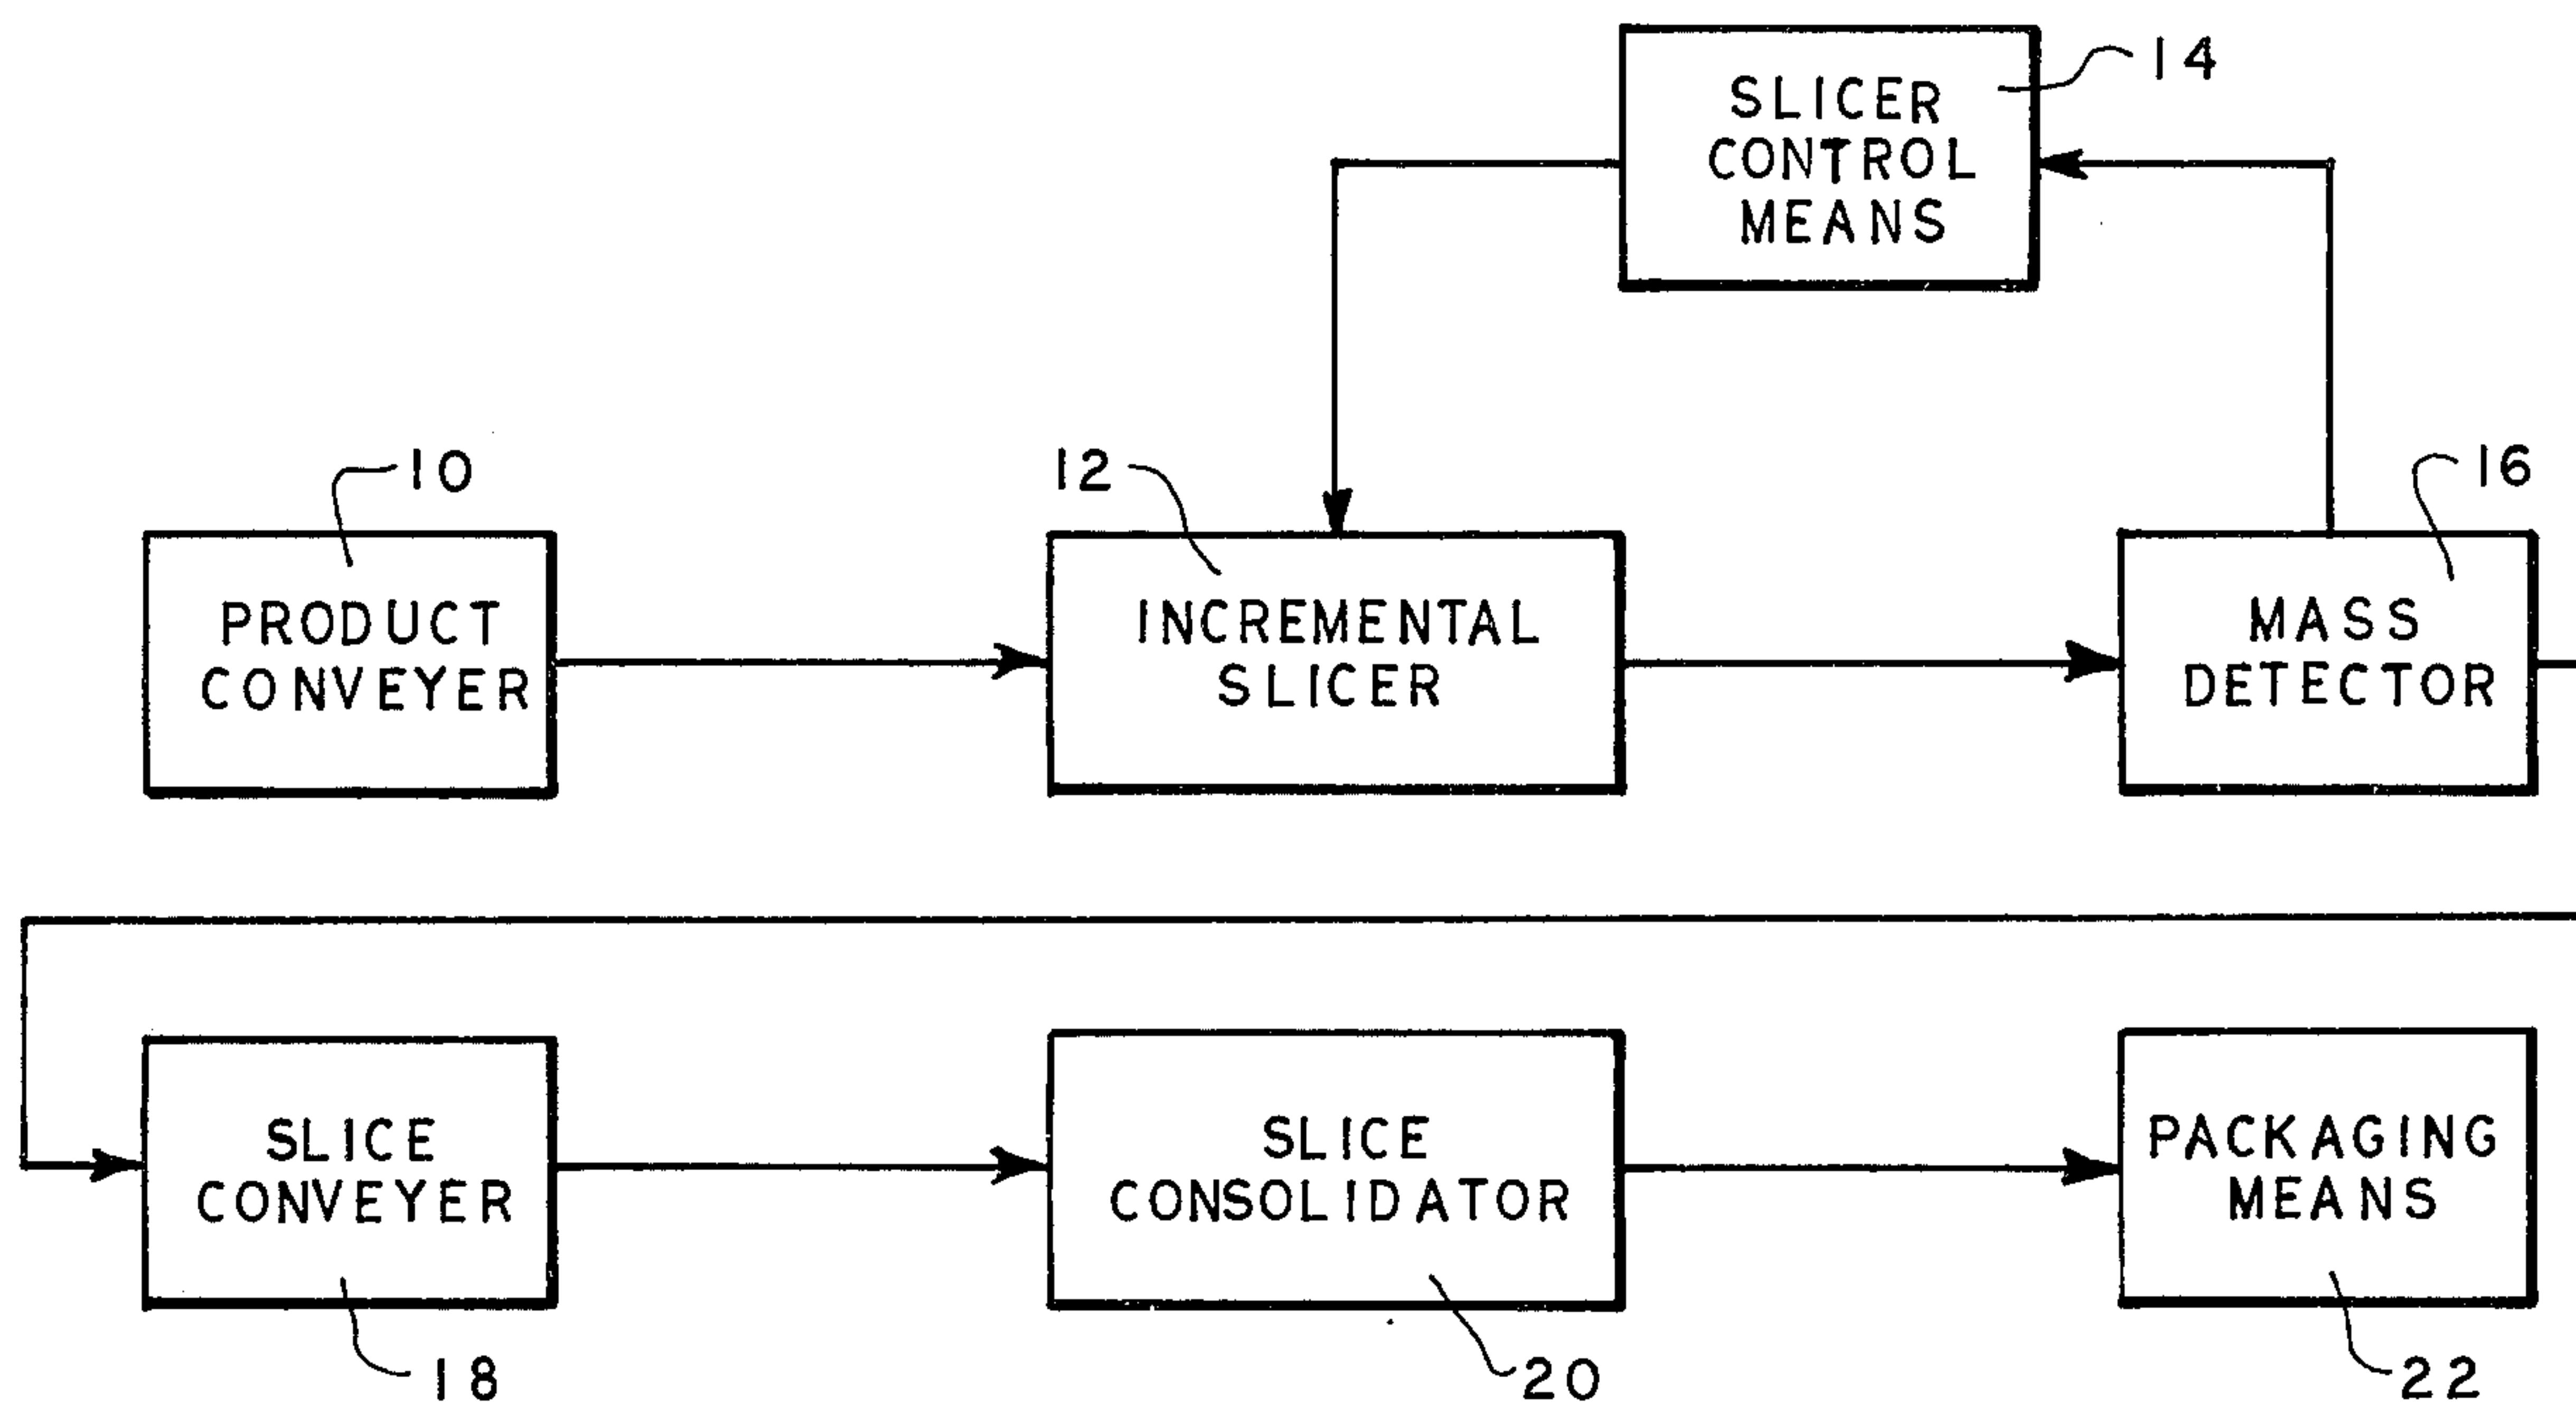 14
SLICER
CONTROL
MEANS
10
12
16
PRODUCT
CONVEYER
INCREMENTAL
SLICER
MASS
DETECTOR
SLICE
CONVEYER
SLICE
CONSOLIDATOR
PACKAGING
MEANS
18
20
22